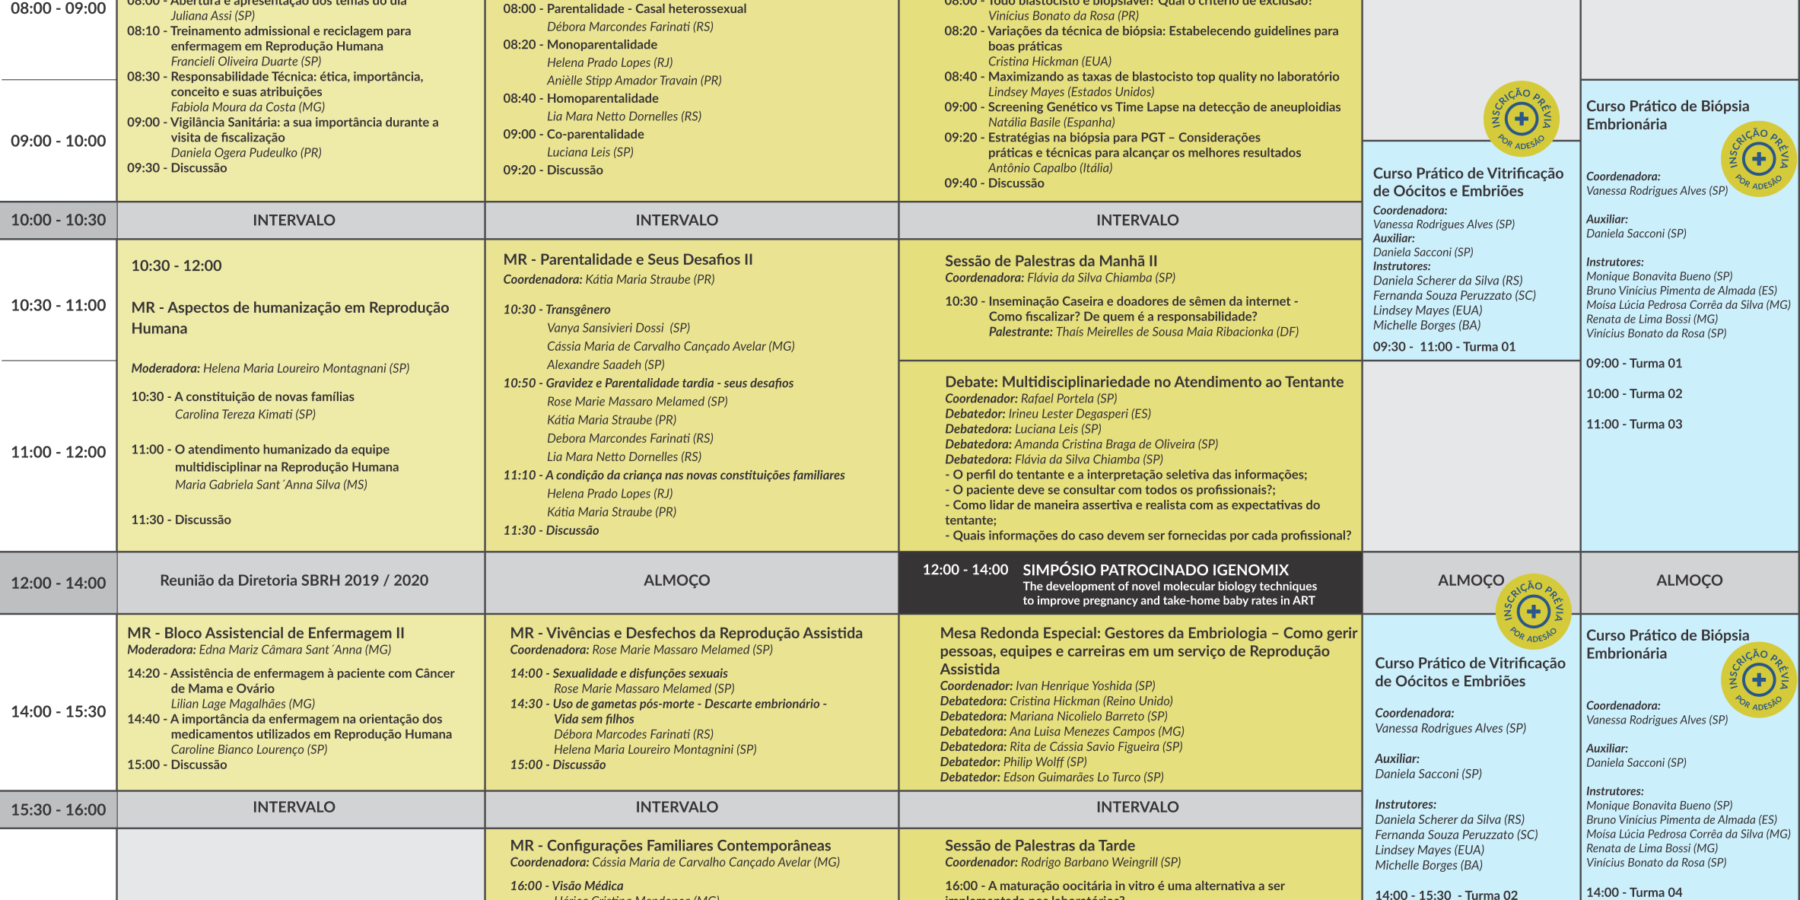 08:00 - 09:00
09:00 - 10:00
10:00 - 10:30
10:30 - 11:00
11:00 - 12:00
12:00 - 14:00
14:00 - 15:30
15:30 - 16:00
08:00 - Abertura e apresentação dos temas do dia
Juliana Assi (SP)
08:10 - Treinamento admissional e reciclagem para
enfermagem em Reprodução Humana
Francieli Oliveira Duarte (SP)
08:30 - Responsabilidade Técnica: ética, importância,
conceito e suas atribuições
Fabiola Moura da Costa (MG)
09:00 - Vigilância Sanitária: a sua importância durante a
visita de fiscalização
Daniela Ogera Pudeulko (PR)
09:30 - Discussão
INTERVALO
10:30 - 12:00
MR - Aspectos de humanização em Reprodução
Humana
Moderadora: Helena Maria Loureiro Montagnani (SP)
10:30 - A constituição de novas famílias
Carolina Tereza Kimati (SP)
11:00 - O atendimento humanizado da equipe
multidisciplinar na Reprodução Humana
Maria Gabriela Sant´Anna Silva (MS)
11:30 - Discussão
Reunião da Diretoria SBRH 2019 / 2020
MR - Bloco Assistencial de Enfermagem II
Moderadora: Edna Mariz Câmara Sant´Anna (MG)
14:20 - Assistência de enfermagem à paciente com Câncer
de Mama e Ovário
Lilian Lage Magalhães (MG)
14:40 - A importância da enfermagem na orientação dos
medicamentos utilizados em Reprodução Humana
Caroline Bianco Lourenço (SP)
15:00 - Discussão
INTERVALO
08:00 - Parentalidade - Casal heterossexual
Débora Marcondes Farinati (RS)
08:20 - Monoparentalidade
Helena Prado Lopes (RJ)
Anièlle Stipp Amador Travain (PR)
08:40 - Homoparentalidade
Lia Mara Netto Dornelles (RS)
09:00 - Co-parentalidade
Luciana Leis (SP)
09:20 - Discussão
INTERVALO
MR - Parentalidade e Seus Desafios II
Coordenadora: Kátia Maria Straube (PR)
10:30 - Transgênero
Vanya Sansivieri Dossi (SP)
Cássia Maria de Carvalho Cançado Avelar (MG)
Alexandre Saadeh (SP)
10:50 - Gravidez e Parentalidade tardia - seus desafios
Rose Marie Massaro Melamed (SP)
Kátia Maria Straube (PR)
Debora Marcondes Farinati (RS)
Lia Mara Netto Dornelles (RS)
11:10 - A condição da criança nas novas constituições familiares
Helena Prado Lopes (RJ)
Kátia Maria Straube (PR)
11:30 - Discussão
ALMOÇO
MR - Vivências e Desfechos da Reprodução Assistida
Coordenadora: Rose Marie Massaro Melamed (SP)
14:00 - Sexualidade e disfunções sexuais
Rose Marie Massaro Melamed (SP)
14:30 - Uso de gametas pós-morte - Descarte embrionário -
Vida sem filhos
Débora Marcodes Farinati (RS)
Helena Maria Loureiro Montagnini (SP)
15:00 - Discussão
INTERVALO
MR - Configurações Familiares Contemporâneas
Coordenadora: Cássia Maria de Carvalho Cançado Avelar (MG)
16:00 - Visão Médica
08:00 - Todo blastocisto é biopsiável? Qual o critério de exclusão?
Vinícius Bonato da Rosa (PR)
08:20 - Variações da técnica de biópsia: Estabelecendo guidelines para
boas práticas
Cristina Hickman (EUA)
08:40 - Maximizando as taxas de blastocisto top quality no laboratório
Lindsey Mayes (Estados Unidos)
09:00 - Screening Genético vs Time Lapse na detecção de aneuploidias
Natália Basile (Espanha)
09:20 - Estratégias na biópsia para PGT – Considerações
práticas e técnicas para alcançar os melhores resultados
Antônio Capalbo (Itália)
09:40 - Discussão
INTERVALO
Sessão de Palestras da Manhã II
Coordenadora: Flávia da Silva Chiamba (SP)
10:30 - Inseminação Caseira e doadores de sêmen da internet -
Como fiscalizar? De quem é a responsabilidade?
Palestrante: Thaís Meirelles de Sousa Maia Ribacionka (DF)
Debate: Multidisciplinariedade no Atendimento ao Tentante
Coordenador: Rafael Portela (SP)
Debatedor: Irineu Lester Degasperi (ES)
Debatedora: Luciana Leis (SP)
Debatedora: Amanda Cristina Braga de Oliveira (SP)
Debatedora: Flávia da Silva Chiamba (SP)
- O perfil do tentante e a interpretação seletiva das informações;
- O paciente deve se consultar com todos os profissionais?;
- Como lidar de maneira assertiva e realista com as expectativas do
tentante;
- Quais informações do caso devem ser fornecidas por cada profissional?
12:00 - 14:00 SIMPÓSIO PATROCINADO IGENOMIX
The development of novel molecular biology techniques
to improve pregnancy and take-home baby rates in ART
Mesa Redonda Especial: Gestores da Embriologia – Como gerir
pessoas, equipes e carreiras em um serviço de Reprodução
Assistida
Coordenador: Ivan Henrique Yoshida (SP)
Debatedora: Cristina Hickman (Reino Unido)
Debatedora: Mariana Nicolielo Barreto (SP)
Debatedora: Ana Luisa Menezes Campos (MG)
Debatedora: Rita de Cássia Savio Figueira (SP)
Debatedor: Philip Wolff (SP)
Debatedor: Edson Guimarães Lo Turco (SP)
INTERVALO
Sessão de Palestras da Tarde
Coordenador: Rodrigo Barbano Weingrill (SP)
16:00 - A maturação oocitária in vitro é uma alternativa a ser
implementada nos laboratórios?
INSCRIÇÃO PRÉVIA
POR ADESÃO
Curso Prático de Vitrificação
de Oócitos e Embriões
Coordenadora:
Vanessa Rodrigues Alves (SP)
Auxiliar:
Daniela Sacconi (SP)
Instrutores:
Daniela Scherer da Silva (RS)
Fernanda Souza Peruzzato (SC)
Lindsey Mayes (EUA)
Michelle Borges (BA)
09:30 - 11:00 - Turma 01
ALMOÇO
INSCRIÇÃO PRÉVIA
POR ADESÃO
Curso Prático de Vitrificação
de Oócitos e Embriões
Coordenadora:
Vanessa Rodrigues Alves (SP)
Auxiliar:
Daniela Sacconi (SP)
Instrutores:
Daniela Scherer da Silva (RS)
Fernanda Souza Peruzzato (SC)
Lindsey Mayes (EUA)
Michelle Borges (BA)
14:00 - 15:30 - Turma 02
Curso Prático de Biópsia
Embrionária
INSCRIÇÃO PRÉVIA
POR ADESÃO
Coordenadora:
Vanessa Rodrigues Alves (SP)
Auxiliar:
Daniela Sacconi (SP)
Instrutores:
Monique Bonavita Bueno (SP)
Bruno Vinícius Pimenta de Almada (ES)
Moísa Lúcia Pedrosa Corrêa da Silva (MG)
Renata de Lima Bossi (MG)
Vinícius Bonato da Rosa (SP)
09:00 - Turma 01
10:00 - Turma 02
11:00 - Turma 03
ALMOÇO
Curso Prático de Biópsia
Embrionária
INSCRIÇÃO PRÉVIA
POR ADESÃO
Coordenadora:
Vanessa Rodrigues Alves (SP)
Auxiliar:
Daniela Sacconi (SP)
Instrutores:
Monique Bonavita Bueno (SP)
Bruno Vinícius Pimenta de Almada (ES)
Moísa Lúcia Pedrosa Corrêa da Silva (MG)
Renata de Lima Bossi (MG)
Vinícius Bonato da Rosa (SP)
14:00 - Turma 04